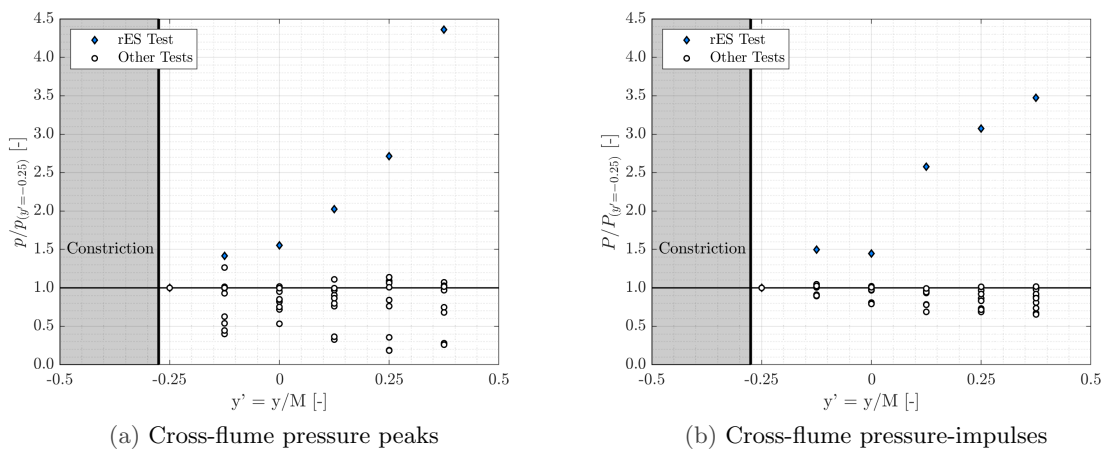 4.5
4.0
3.5
3.0
2.5
2.0
1.5
1.0
0.5
0.0
p/p(y'=−0.25) [-]
rES Test
Other Tests
Constriction
-0.5
-0.25
0
0.25
0.5
y' = y/M [-]
(a) Cross-flume pressure peaks
4.5
4.0
3.5
3.0
2.5
2.0
1.5
1.0
0.5
0.0
P/P(y'=−0.25) [-]
rES Test
Other Tests
Constriction
-0.5
-0.25
0
0.25
0.5
y' = y/M [-]
(b) Cross-flume pressure-impulses